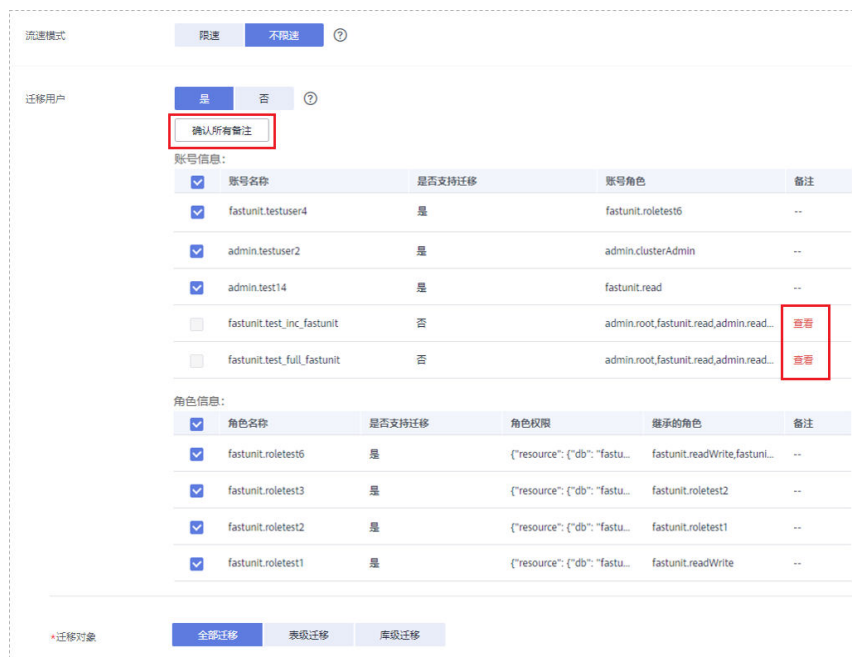 流速模式 限速 不限速 ?
迁移用户 是 否 ?
确认所有备注
账号信息：
账号名称 是否支持迁移 账号角色 备注
fastunit.testuser4 是 fastunit.roletest6 --
admin.testuser2 是 admin.clusterAdmin --
admin.test14 是 fastunit.read --
fastunit.test_inc_fastunit 否 admin.root,fastunit.read,admin.read... 查看
fastunit.test_full_fastunit 否 admin.root,fastunit.read,admin.read... 查看
角色信息：
角色名称 是否支持迁移 角色权限 继承的角色 备注
fastunit.roletest6 是 {"resource": {"db": "fastu... fastunit.readWrite,fastuni... --
fastunit.roletest3 是 {"resource": {"db": "fastu... fastunit.roletest2 --
fastunit.roletest2 是 {"resource": {"db": "fastu... fastunit.roletest1 --
fastunit.roletest1 是 {"resource": {"db": "fastu... fastunit.readWrite --
*迁移对象 全部迁移 表级迁移 库级迁移